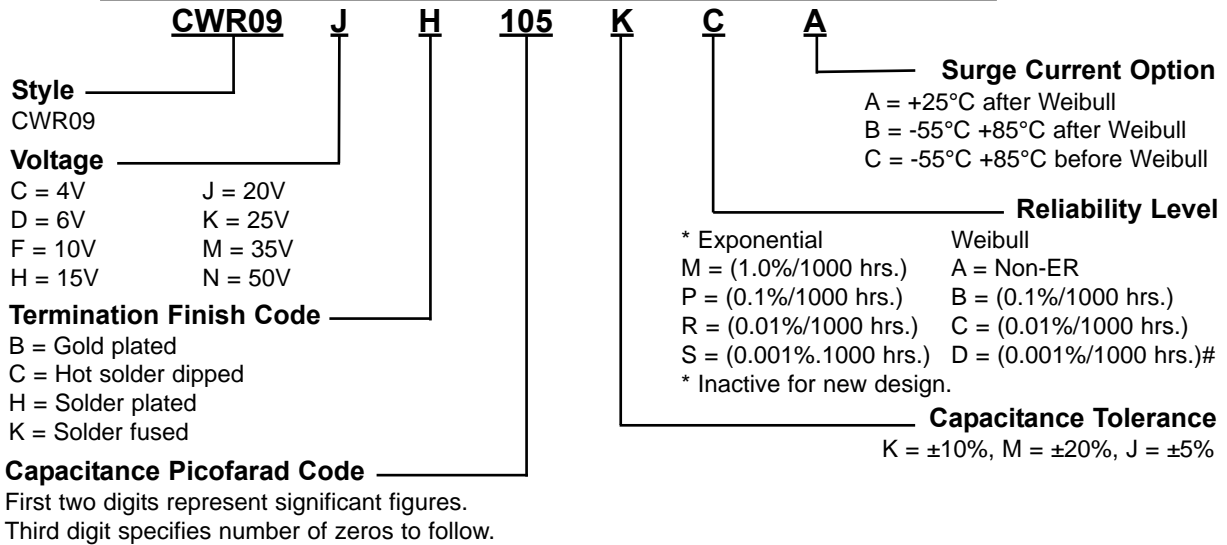 CWR09 J H 105 K C A
Style
CWR09
Voltage
C = 4V J = 20V
D = 6V K = 25V
F = 10V M = 35V
H = 15V N = 50V
Termination Finish Code
B = Gold plated
C = Hot solder dipped
H = Solder plated
K = Solder fused
Capacitance Picofarad Code
First two digits represent significant figures.
Third digit specifies number of zeros to follow.
Surge Current Option
A = +25°C after Weibull
B = -55°C +85°C after Weibull
C = -55°C +85°C before Weibull
Reliability Level
* Exponential Weibull
M = (1.0%/1000 hrs.) A = Non-ER
P = (0.1%/1000 hrs.) B = (0.1%/1000 hrs.)
R = (0.01%/1000 hrs.) C = (0.01%/1000 hrs.)
S = (0.001%.1000 hrs.) D = (0.001%/1000 hrs.)#
* Inactive for new design.
Capacitance Tolerance
K = ±10%, M = ±20%, J = ±5%